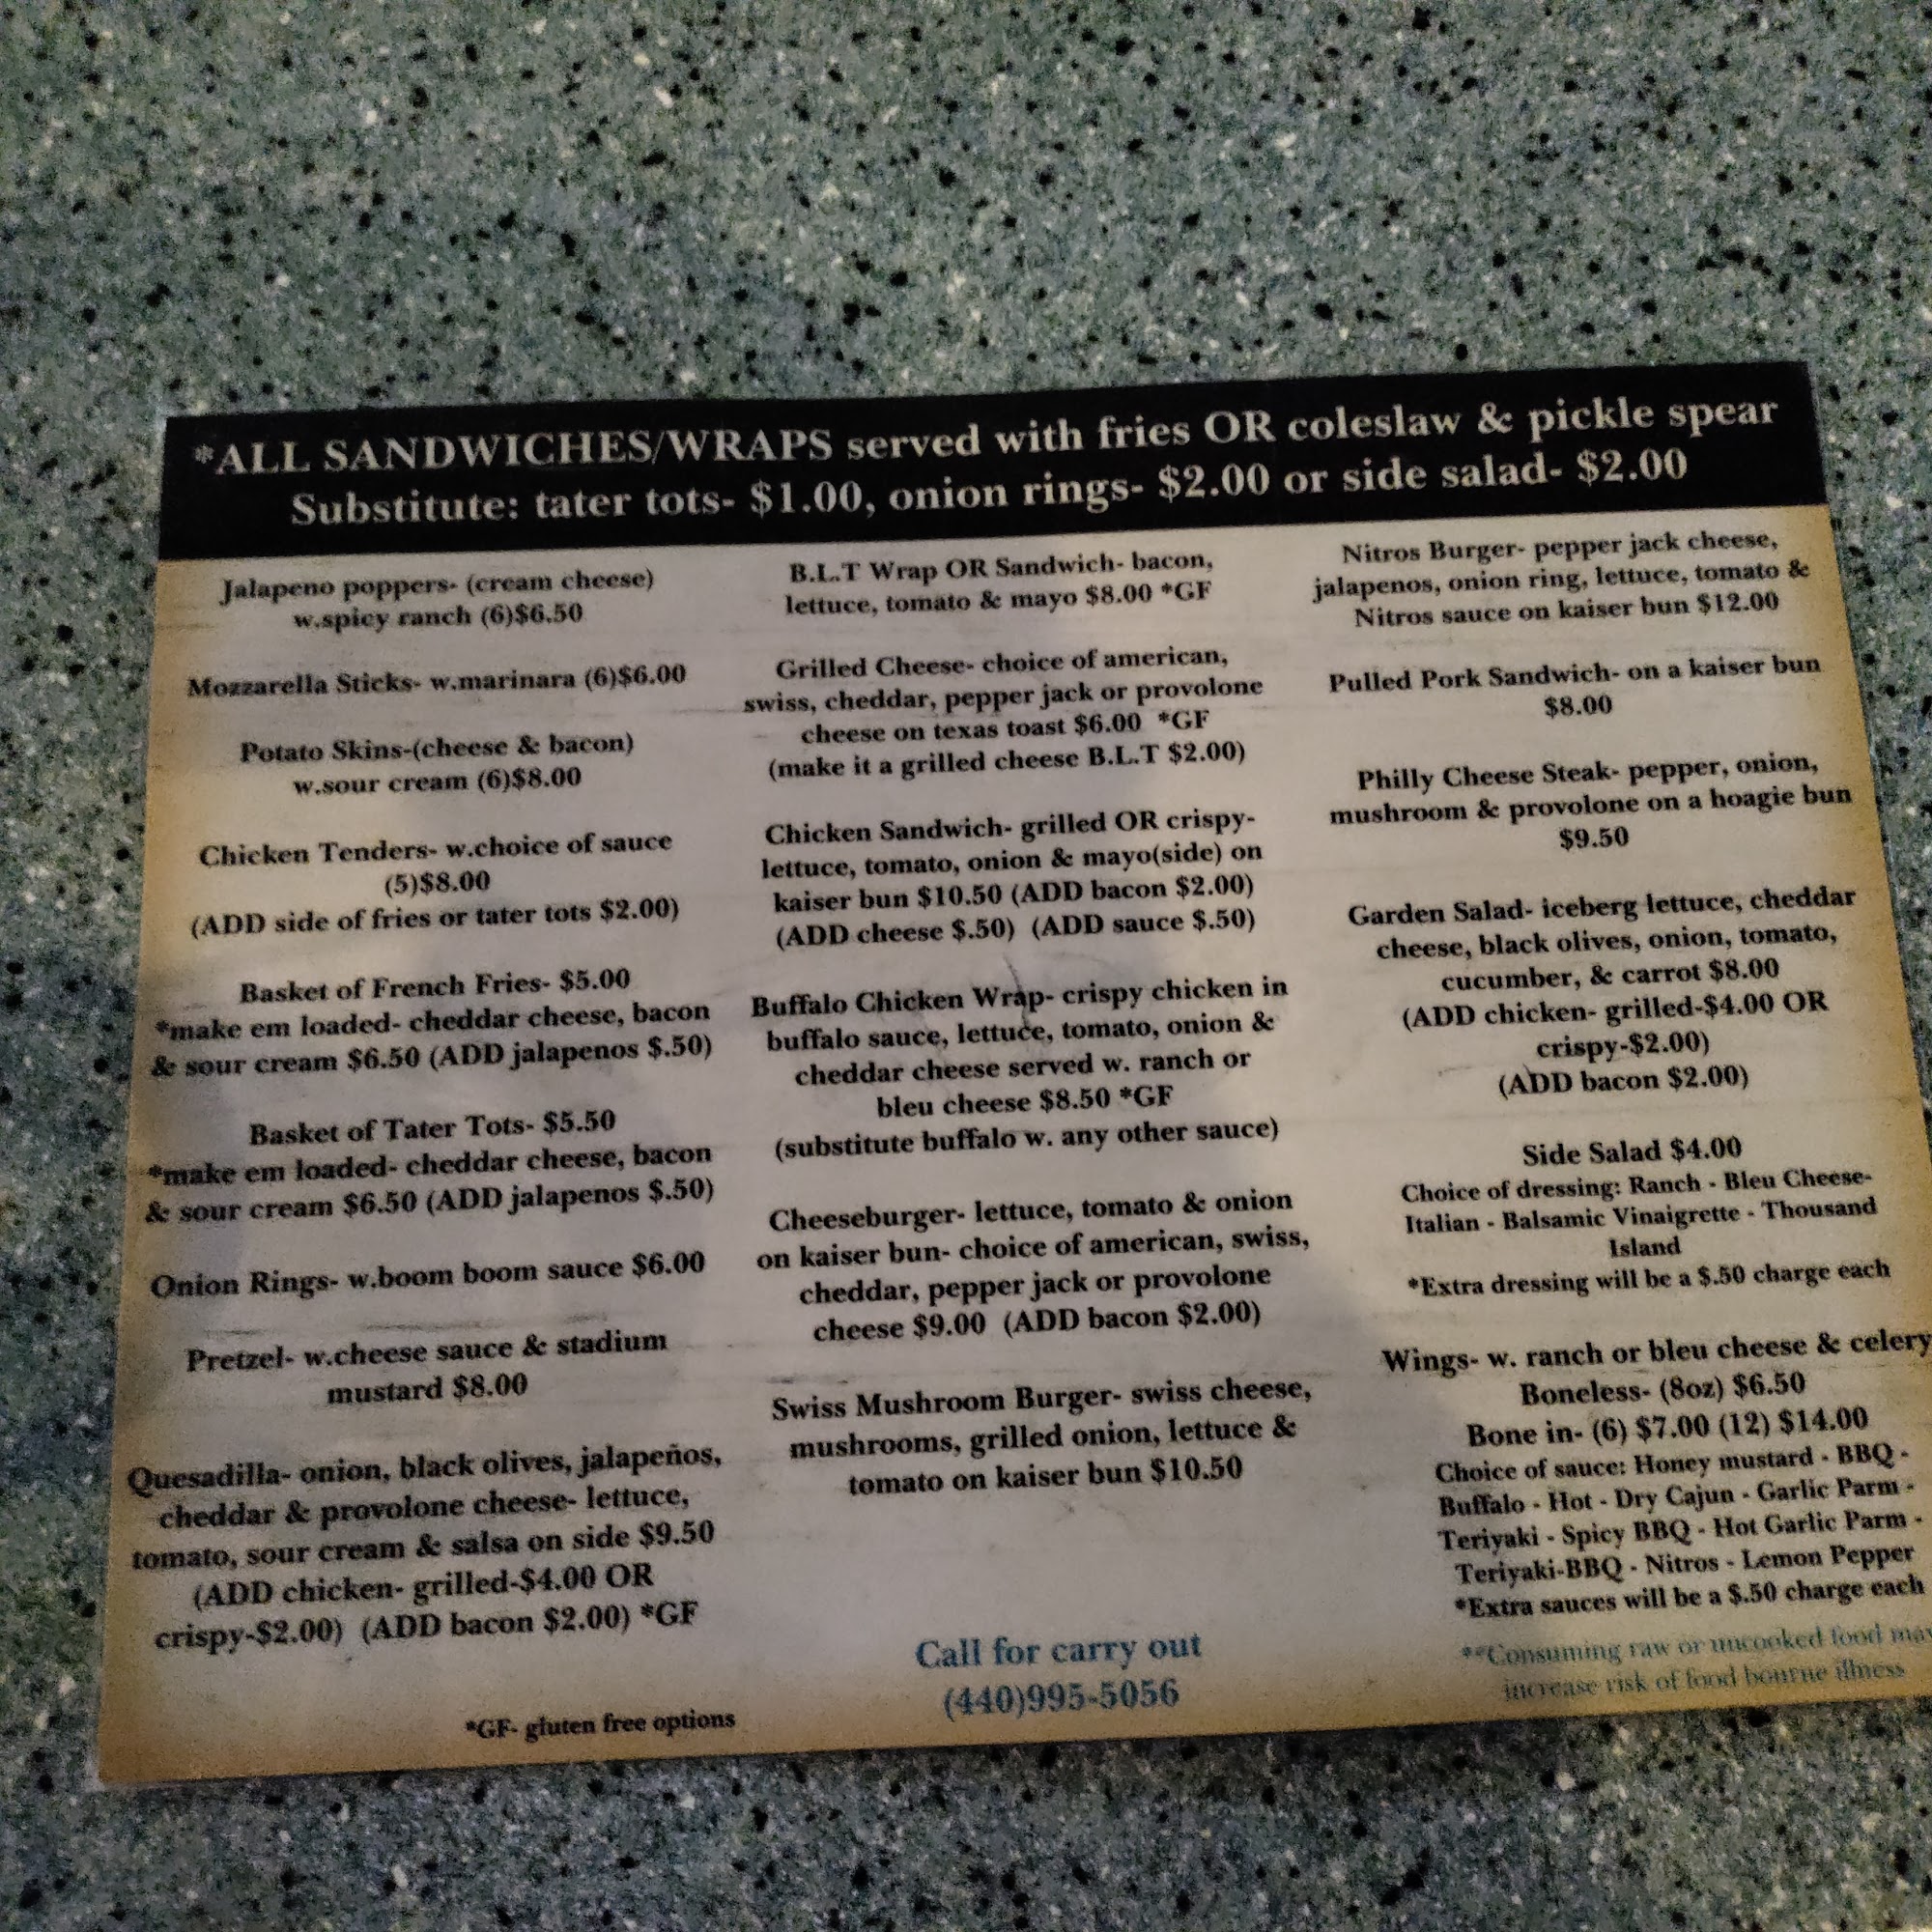 *ALL SANDWICHES/WRAPS served with fries OR coleslaw & pickle spear
Substitute: tater tots- $1.00, onion rings- $2.00 or side salad- $2.00
Jalapeno poppers- (cream cheese)
w.spicy ranch (6)$6.50
Mozzarella Sticks- w.marinara (6)$6.00
Potato Skins-(cheese & bacon)
w.sour cream (6)$8.00
Chicken Tenders- w.choice of sauce
(5)$8.00
(ADD side of fries or tater tots $2.00)
Basket of French Fries- $5.00
*make em loaded- cheddar cheese, bacon
& sour cream $6.50 (ADD jalapenos $.50)
Basket of Tater Tots- $5.50
*make em loaded- cheddar cheese, bacon
& sour cream $6.50 (ADD jalapenos $.50)
Onion Rings- w.boom boom sauce $6.00
Pretzel- w.cheese sauce & stadium
mustard $8.00
Quesadilla- onion, black olives, jalapeños,
cheddar & provolone cheese- lettuce,
tomato, sour cream & salsa on side $9.50
(ADD chicken- grilled-$4.00 OR
crispy-$2.00) (ADD bacon $2.00) *GF
*GF- gluten free options
B.L.T Wrap OR Sandwich- bacon,
lettuce, tomato & mayo $8.00 *GF
Grilled Cheese- choice of american,
swiss, cheddar, pepper jack or provolone
cheese on texas toast $6.00 *GF
(make it a grilled cheese B.L.T $2.00)
Chicken Sandwich- grilled OR crispy-
lettuce, tomato, onion & mayo(side) on
kaiser bun $10.50 (ADD bacon $2.00)
(ADD cheese $.50) (ADD sauce $.50)
Buffalo Chicken Wrap- crispy chicken in
buffalo sauce, lettuce, tomato, onion &
cheddar cheese served w. ranch or
bleu cheese $8.50 *GF
(substitute buffalo w. any other sauce)
Cheeseburger- lettuce, tomato & onion
on kaiser bun- choice of american, swiss,
cheddar, pepper jack or provolone
cheese $9.00 (ADD bacon $2.00)
Swiss Mushroom Burger- swiss cheese,
mushrooms, grilled onion, lettuce &
tomato on kaiser bun $10.50
Call for carry out
(440)995-5056
Nitros Burger- pepper jack cheese,
jalapenos, onion ring, lettuce, tomato &
Nitros sauce on kaiser bun $12.00
Pulled Pork Sandwich- on a kaiser bun
$8.00
Philly Cheese Steak- pepper, onion,
mushroom & provolone on a hoagie bun
$9.50
Garden Salad- iceberg lettuce, cheddar
cheese, black olives, onion, tomato,
cucumber, & carrot $8.00
(ADD chicken- grilled-$4.00 OR
crispy-$2.00)
(ADD bacon $2.00)
Side Salad $4.00
Choice of dressing: Ranch - Bleu Cheese-
Italian - Balsamic Vinaigrette - Thousand
Island
*Extra dressing will be a $.50 charge each
Wings- w. ranch or bleu cheese & celery
Boneless- (8oz) $6.50
Bone in- (6) $7.00 (12) $14.00
Choice of sauce: Honey mustard - BBQ -
Buffalo - Hot - Dry Cajun - Garlic Parm -
Teriyaki - Spicy BBQ - Hot Garlic Parm -
Teriyaki-BBQ - Nitros - Lemon Pepper
*Extra sauces will be a $.50 charge each
**Consuming raw or uncooked food may
increase risk of food bourne illness